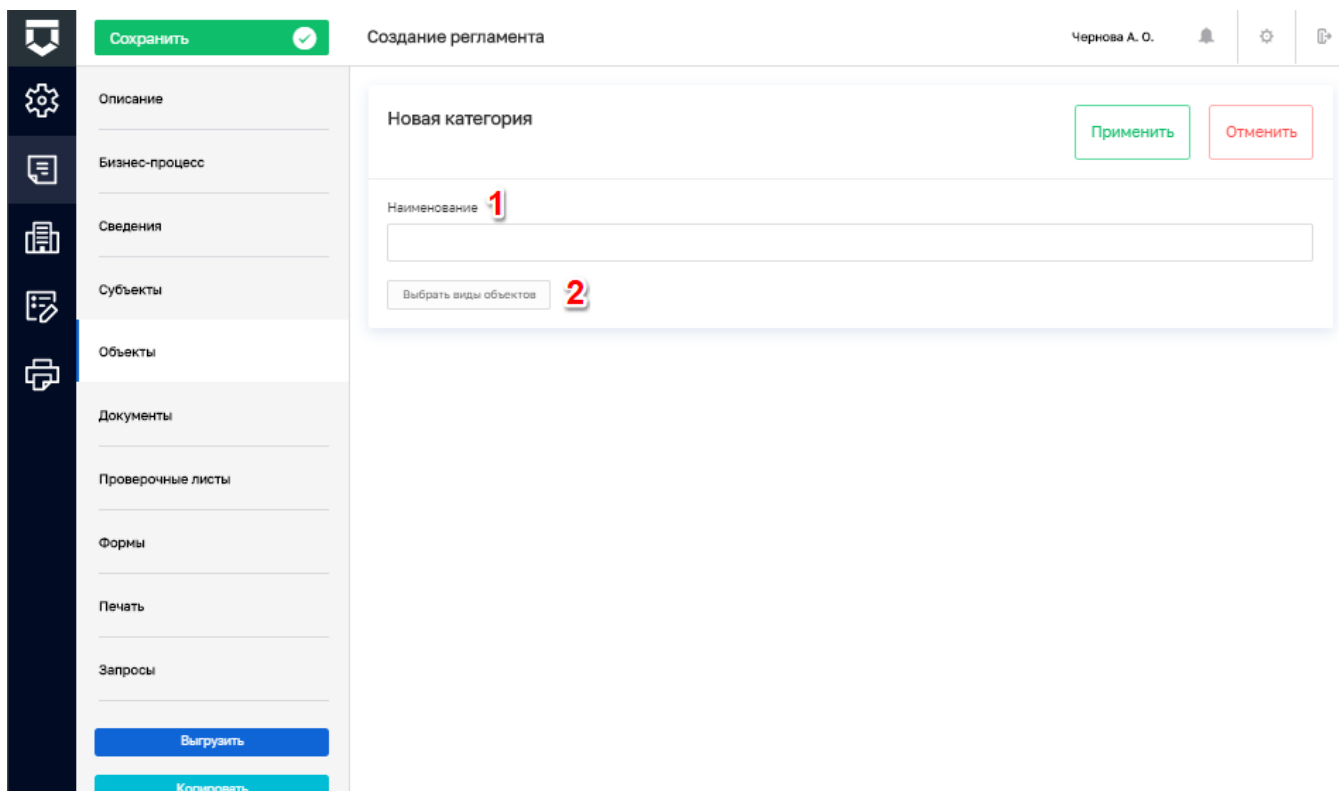 Сохранить
Создание регламента
Чернова А. О.
Описание
Бизнес-процесс
Сведения
Субъекты
Объекты
Документы
Проверочные листы
Формы
Печать
Запросы
Выгрузить
Копировать
Новая категория
Применить
Отменить
Наименование 1
Выбрать виды объектов 2